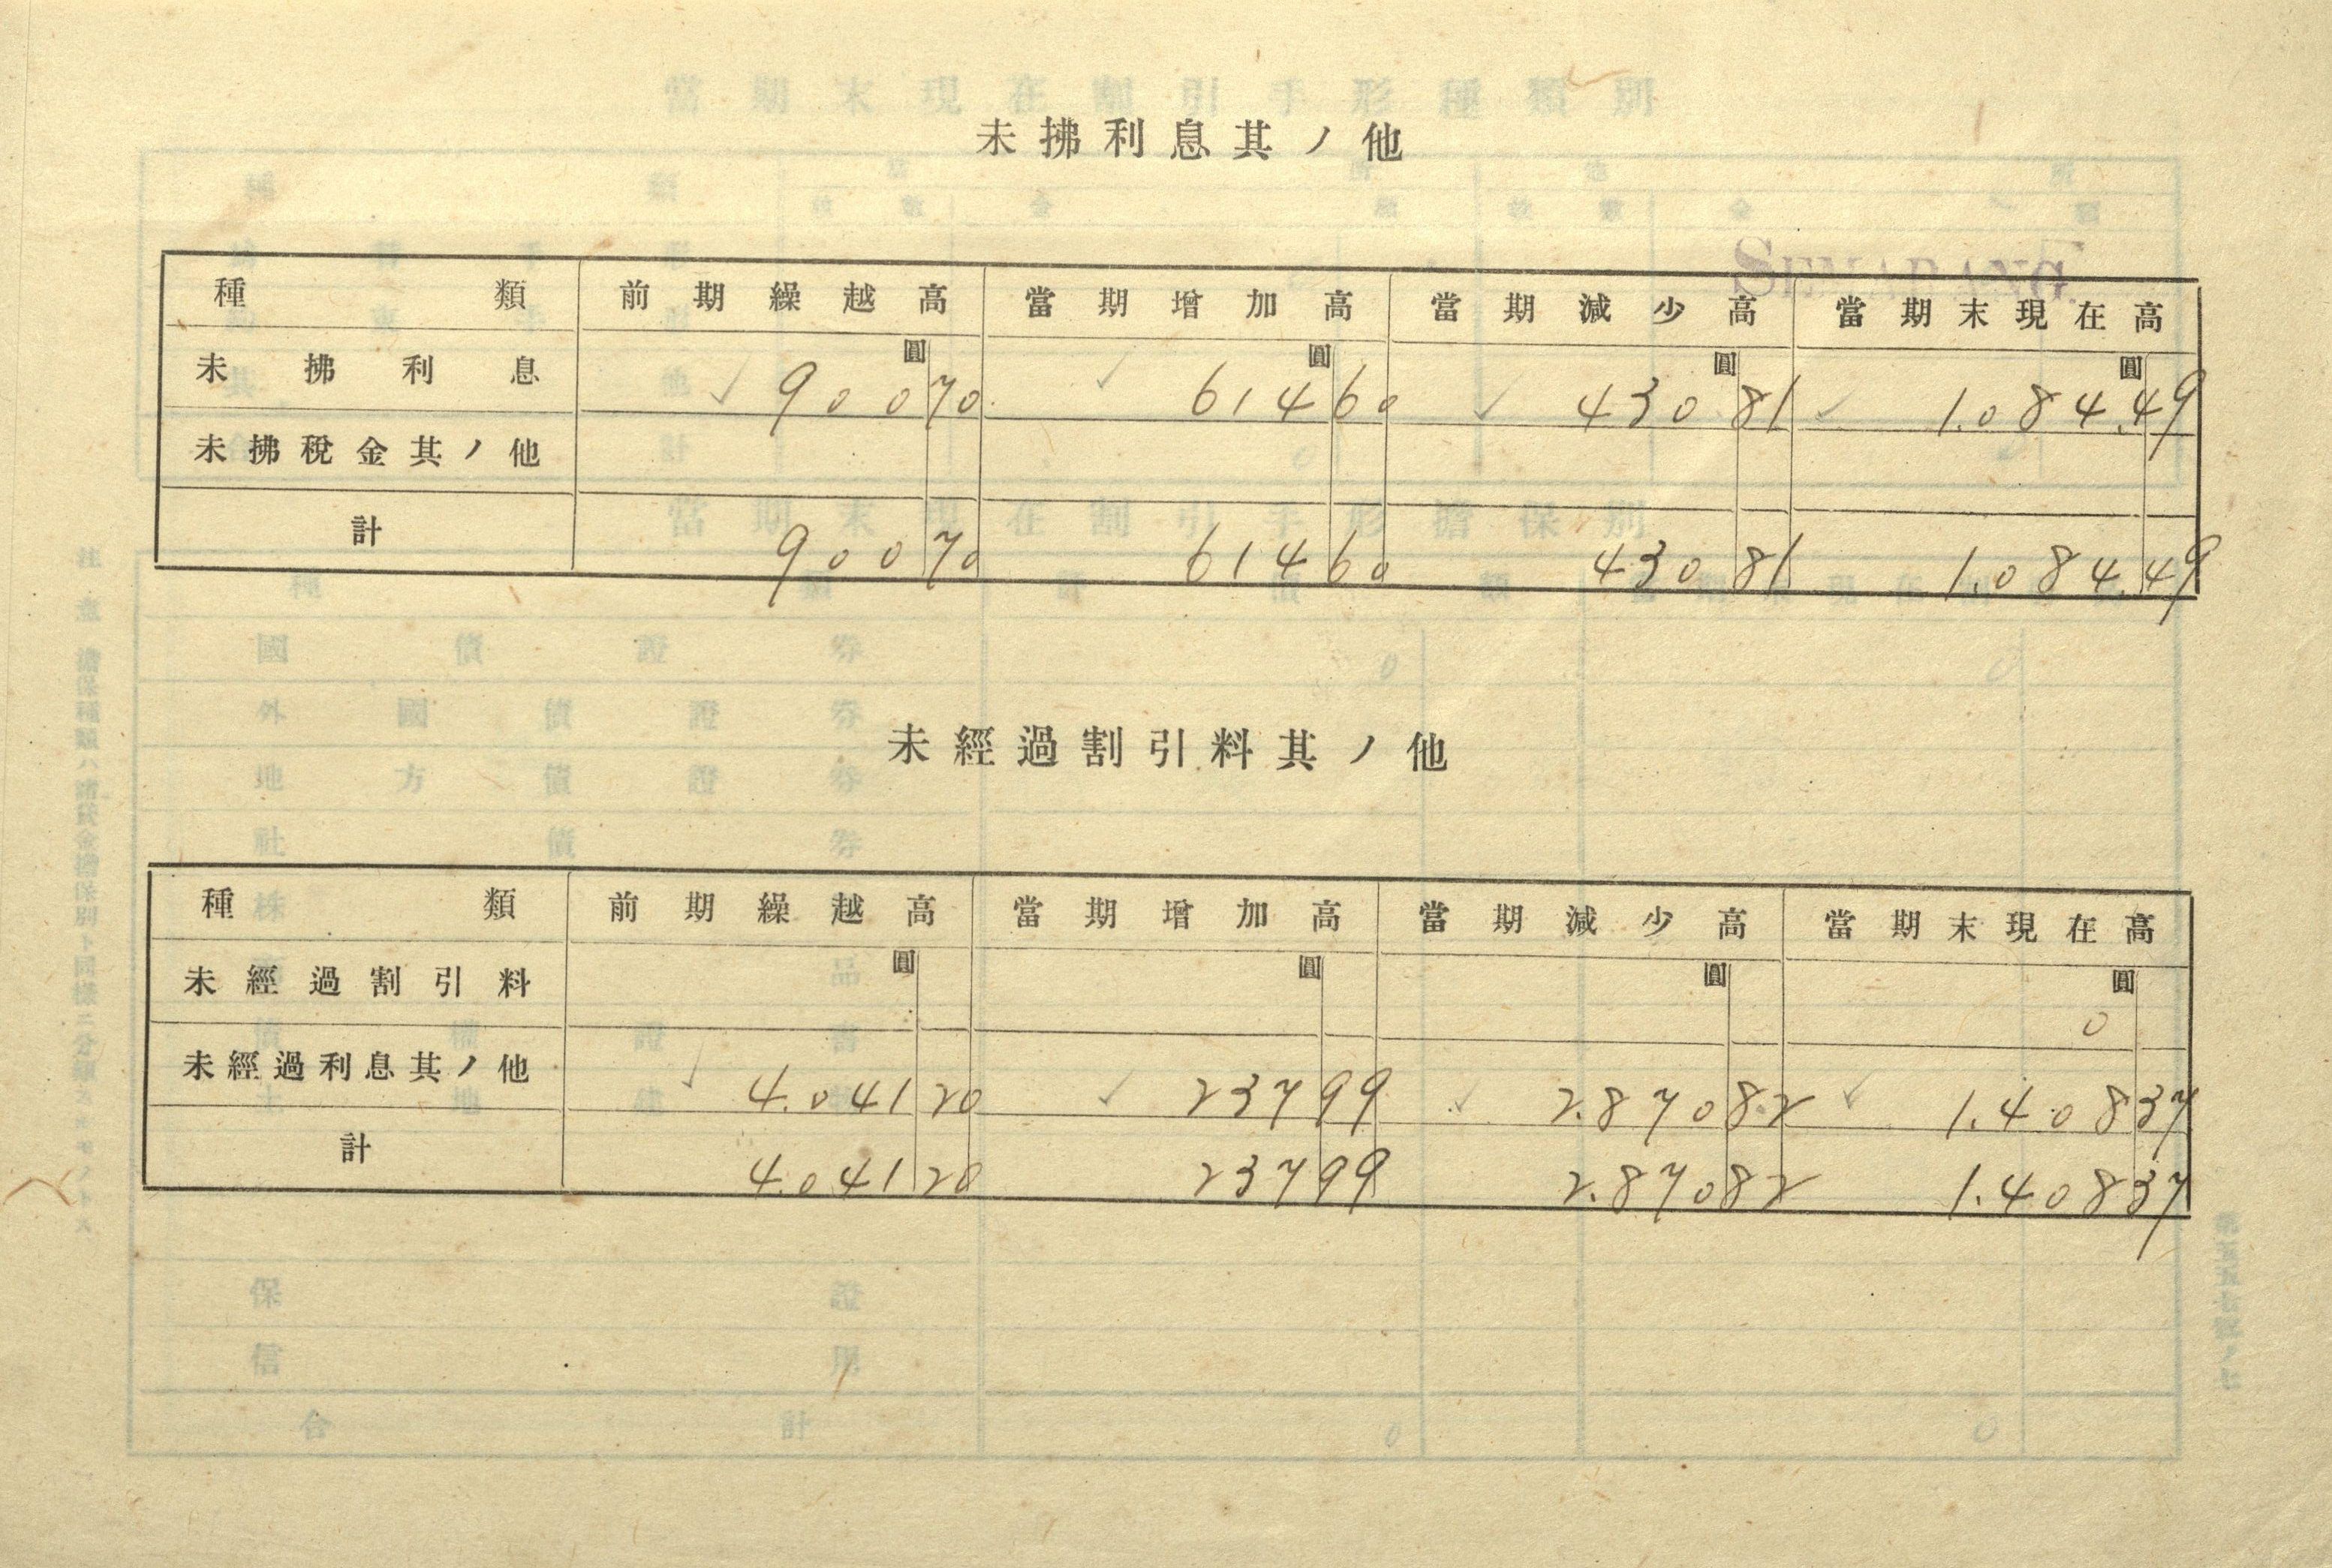 未拂利息其ノ他
SEMARANG.
種類 前期繰越高 當期增加高 當期減少高 當期末現在高
圓 圓 圓 圓
未拂利息 ✓ 900 70 ✓ 614 60 ✓ 430 81 ✓ 1.084.49
未拂稅金其ノ他
計 900 70 614 60 430 81 1.084.49
未經過割引料其ノ他
種類 前期繰越高 當期增加高 當期減少高 當期末現在高
圓 圓 圓 圓
未經過割引料 0
未經過利息其ノ他 ✓ 4.041 20 ✓ 237 99 ✓ 2.870 82 ✓ 1.408 37
計 4.041 20 237 99 2.870 82 1.408 37